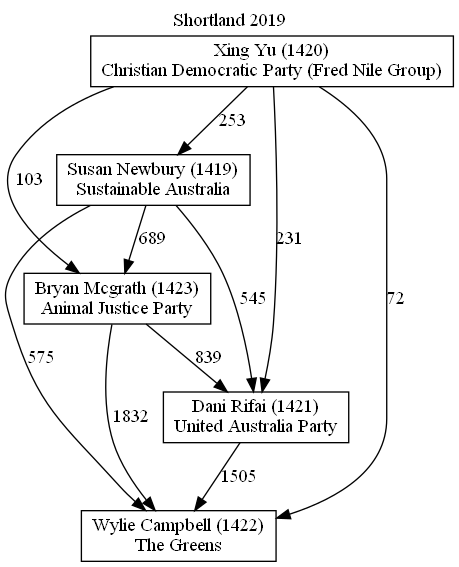 Shortland 2019
Xing Yu (1420)
Christian Democratic Party (Fred Nile Group)
253
Susan Newbury (1419)
Sustainable Australia
103
689
231
Bryan Mcgrath (1423)
Animal Justice Party
545
72
575
839
Dani Rifai (1421)
United Australia Party
1832
1505
Wylie Campbell (1422)
The Greens